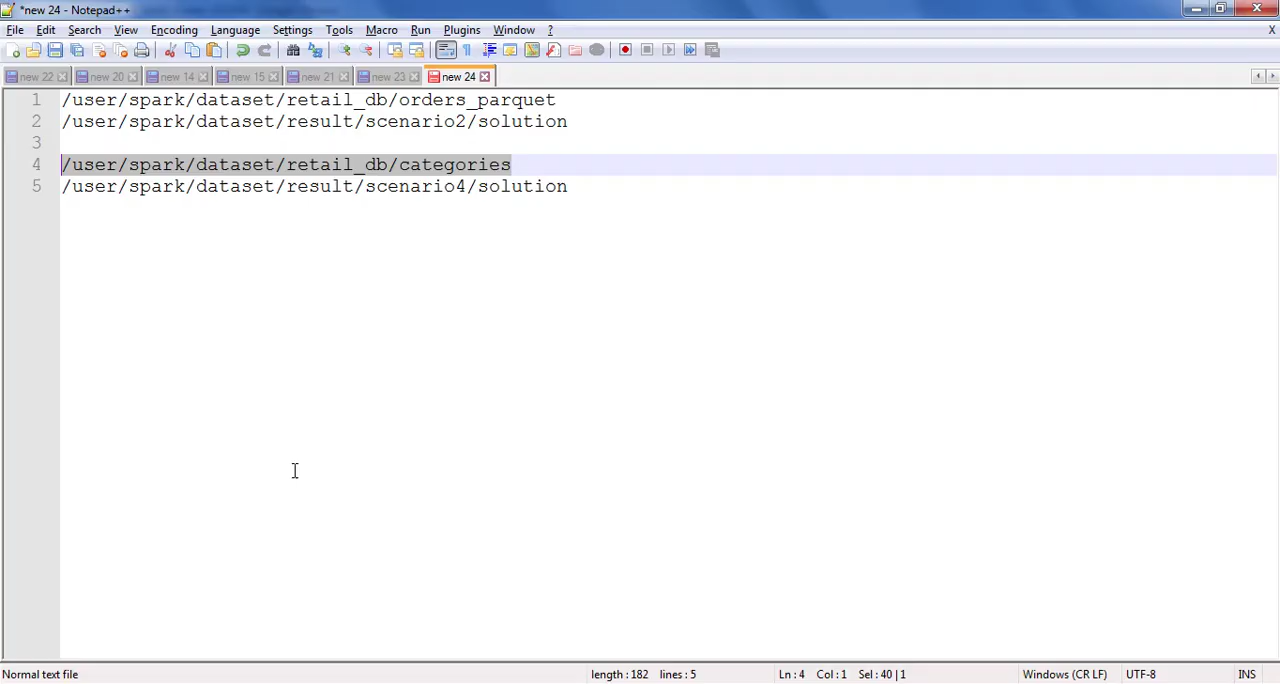 *new 24 - Notepad++
File Edit Search View Encoding Language Settings Tools Macro Run Plugins Window ? X
new 22 new 20 new 14 new 15 new 21 new 23 new 24
1 /user/spark/dataset/retail_db/orders_parquet
2 /user/spark/dataset/result/scenario2/solution
3
4 /user/spark/dataset/retail_db/categories
5 /user/spark/dataset/result/scenario4/solution
Normal text file length : 182 lines : 5 Ln : 4 Col : 1 Sel : 40 | 1 Windows (CR LF) UTF-8 INS